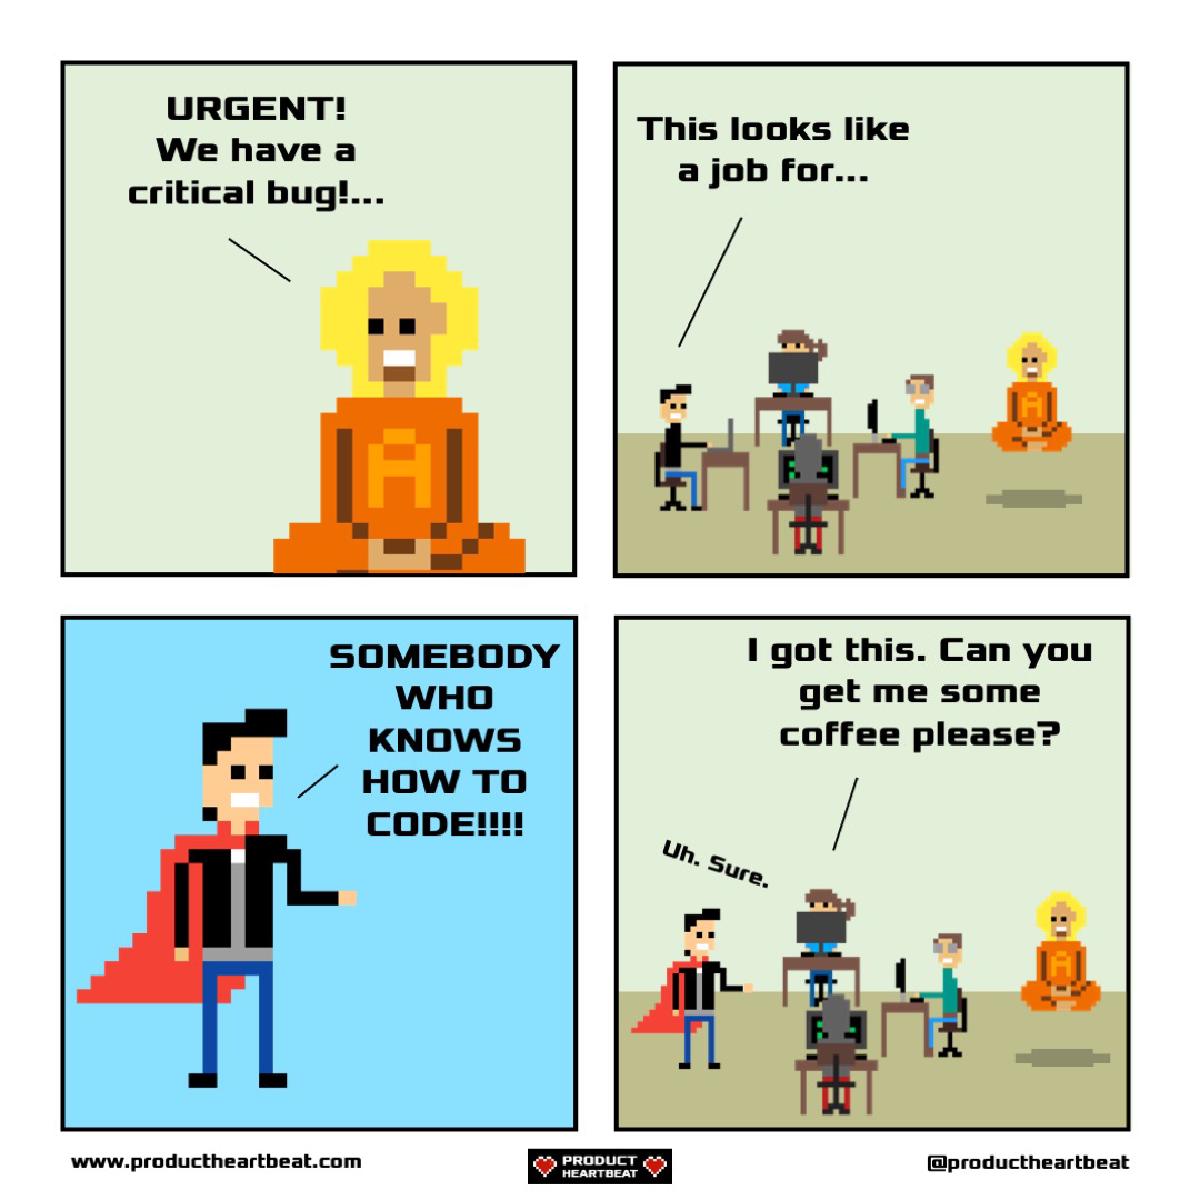 URGENT!
We have a
critical bug!...
This looks like
a job for...
A
A
SOMEBODY
WHO
KNOWS
HOW TO
CODE!!!!
I got this. Can you
get me some
coffee please?
Uh. Sure.
A
www.productheartbeat.com
PRODUCT
HEARTBEAT
@productheartbeat